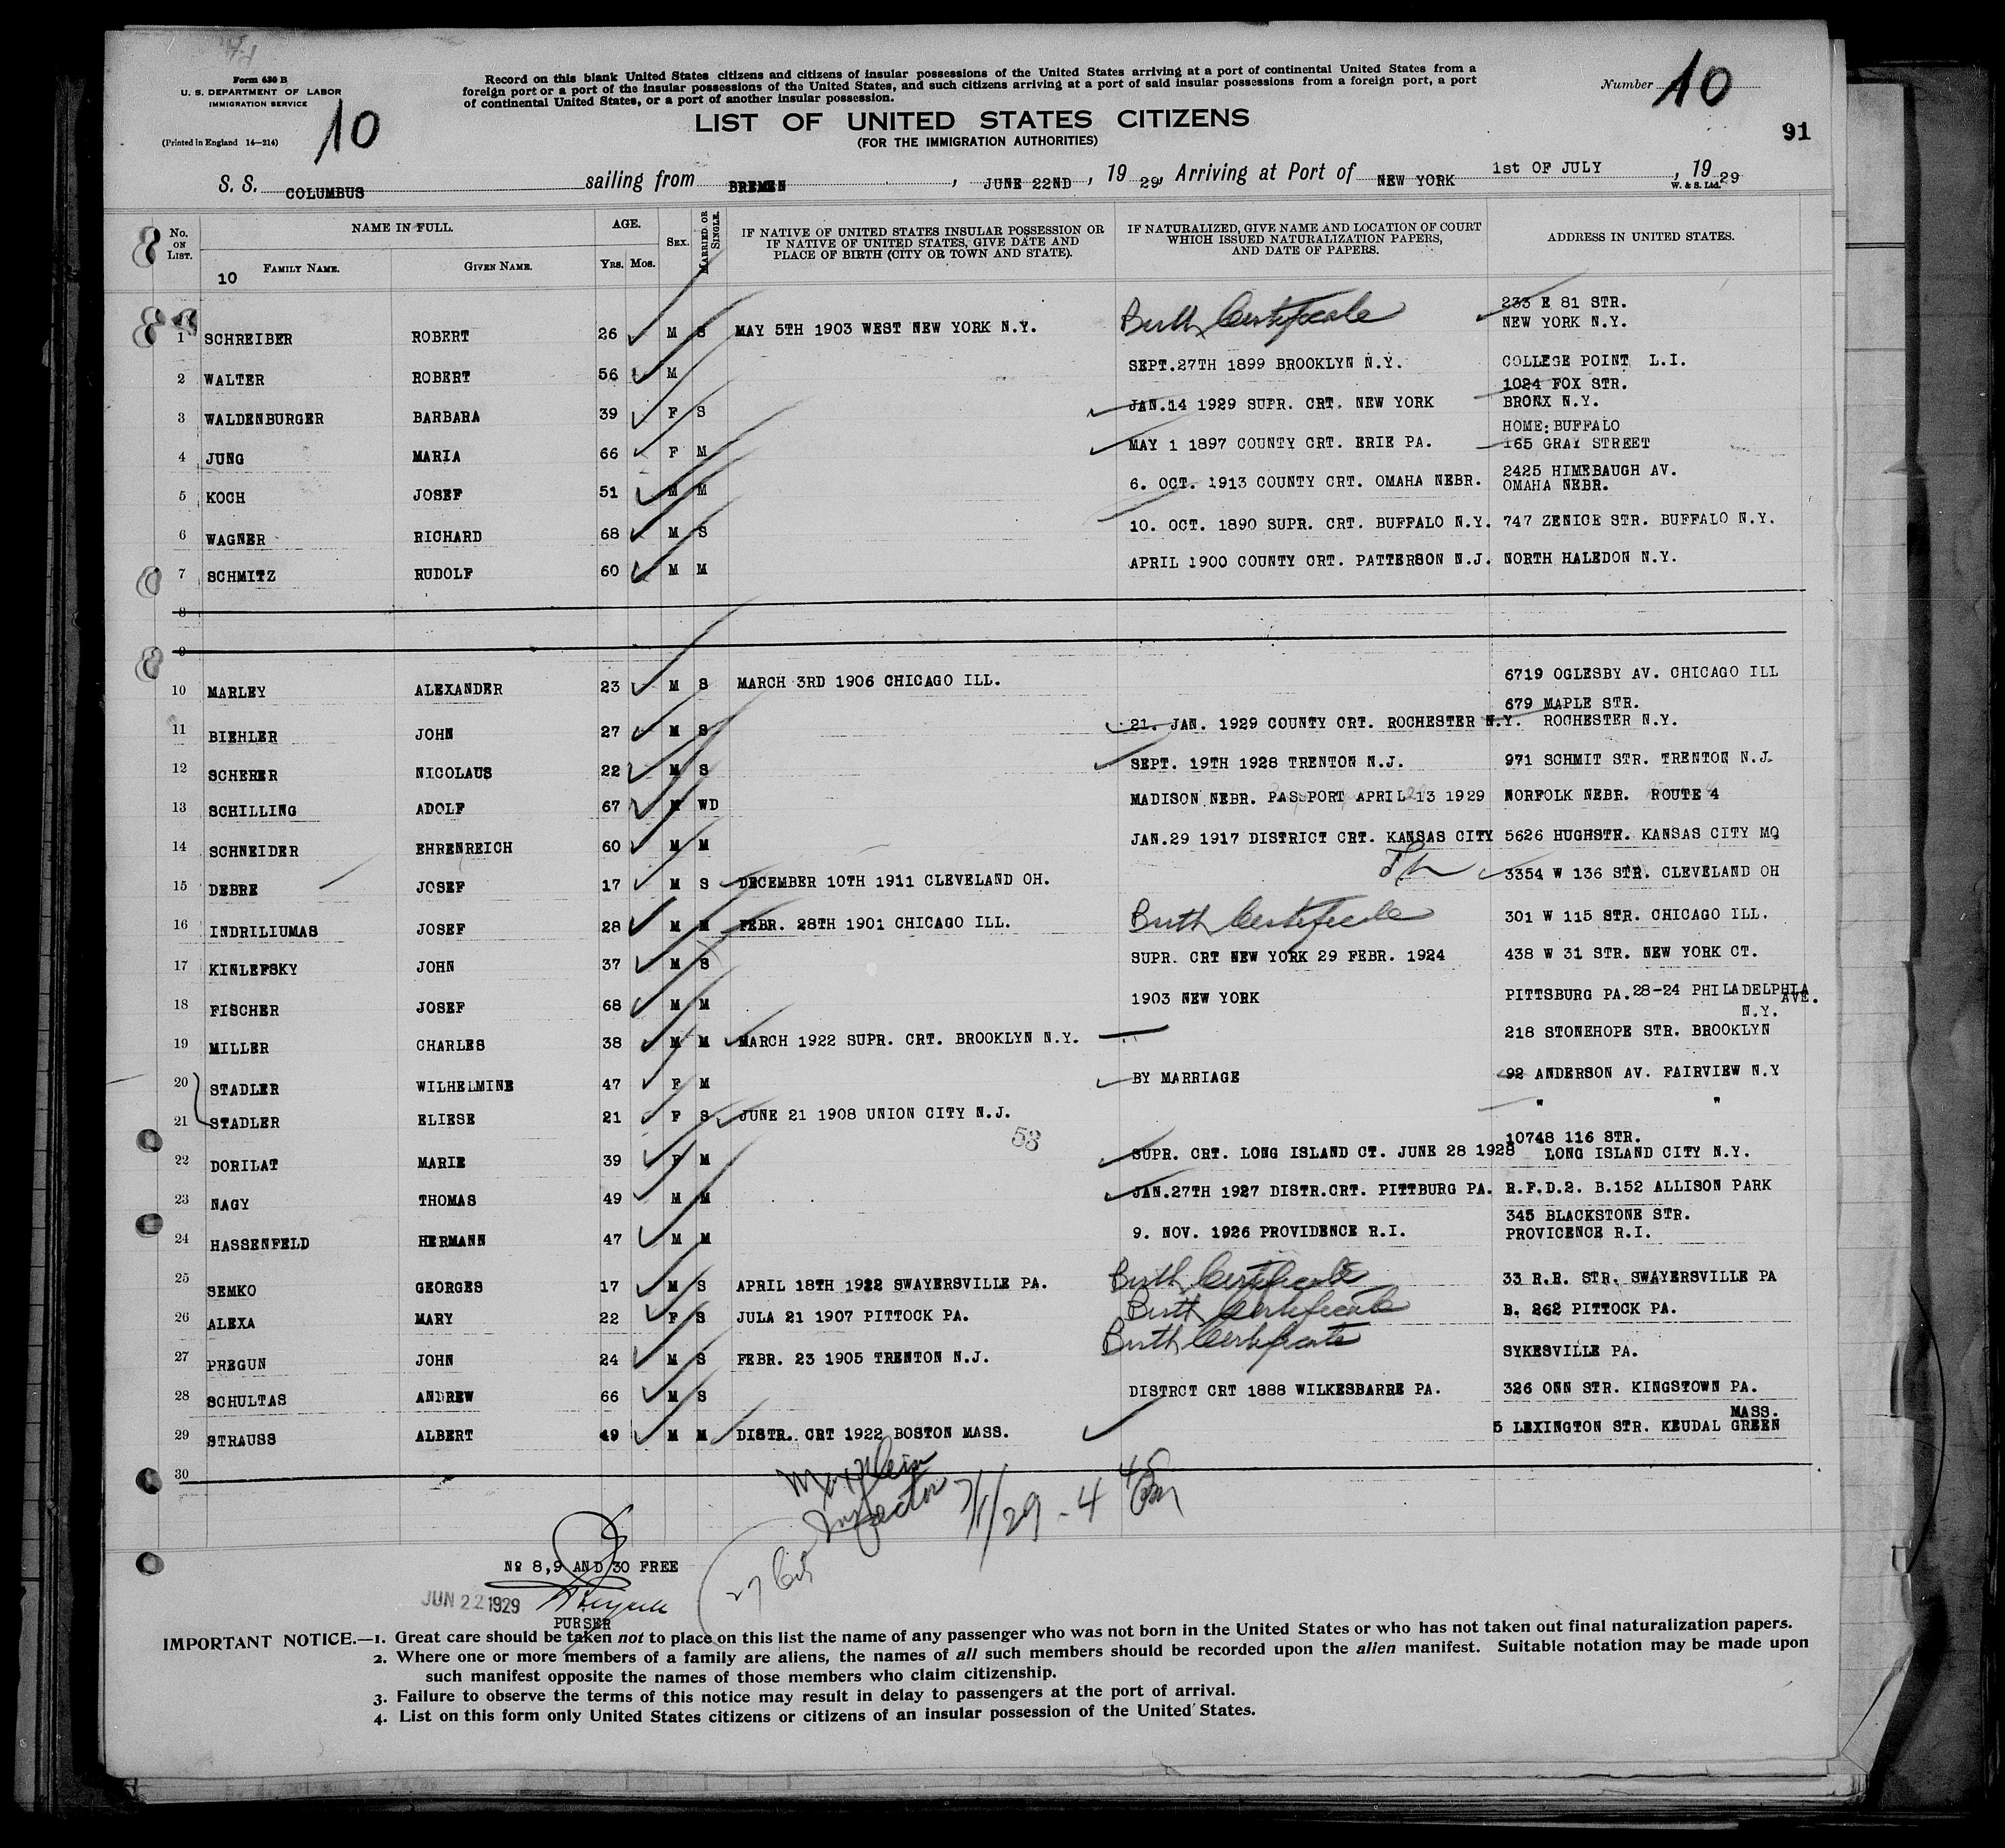 Form 630 B
U. S. DEPARTMENT OF LABOR
IMMIGRATION SERVICE
(Printed in England 14—214)
10
Record on this blank United States citizens and citizens of insular possessions of the United States arriving at a port of continental United States from a
foreign port or a port of the insular possessions of the United States, and such citizens arriving at a port of said insular possessions from a foreign port, a port
of continental United States, or a port of another insular possession.
Number 10
LIST OF UNITED STATES CITIZENS
(FOR THE IMMIGRATION AUTHORITIES)
91
S. S. COLUMBUS sailing from BREMEN, JUNE 22ND, 19 29, Arriving at Port of NEW YORK 1st OF JULY, 19 29
W. & S. Ltd.
No. ON LIST. NAME IN FULL. AGE. SEX. MARRIED OR SINGLE. IF NATIVE OF UNITED STATES INSULAR POSSESSION OR IF NATIVE OF UNITED STATES, GIVE DATE AND PLACE OF BIRTH (CITY OR TOWN AND STATE). IF NATURALIZED, GIVE NAME AND LOCATION OF COURT WHICH ISSUED NATURALIZATION PAPERS, AND DATE OF PAPERS. ADDRESS IN UNITED STATES.
10 FAMILY NAME. GIVEN NAME. YRS. MOS.
233 E 81 STR.
1 SCHREIBER ROBERT 26 M S MAY 5TH 1903 WEST NEW YORK N.Y. Birth Certificate NEW YORK N.Y.
2 WALTER ROBERT 56 M SEPT.27TH 1899 BROOKLYN N.Y. COLLEGE POINT L.I.
1024 FOX STR.
3 WALDENBURGER BARBARA 39 F S JAN.14 1929 SUPR. CRT. NEW YORK BRONX N.Y.
HOME: BUFFALO
4 JUNG MARIA 66 F M MAY 1 1897 COUNTY CRT. ERIE PA. 165 GRAY STREET
2425 HIMEBAUGH AV.
5 KOCH JOSEF 51 M M 6. OCT. 1913 COUNTY CRT. OMAHA NEBR. OMAHA NEBR.
6 WAGNER RICHARD 68 M S 10. OCT. 1890 SUPR. CRT. BUFFALO N.Y. 747 ZENICE STR. BUFFALO N.Y.
7 SCHMITZ RUDOLF 60 M M APRIL 1900 COUNTY CRT. PATTERSON N.J. NORTH HALEDON N.Y.
8
9
10 MARLEY ALEXANDER 23 M S MARCH 3RD 1906 CHICAGO ILL. 6719 OGLESBY AV. CHICAGO ILL
679 MAPLE STR.
11 BIEHLER JOHN 27 M S 21. JAN. 1929 COUNTY CRT. ROCHESTER N.Y. ROCHESTER N.Y.
12 SCHERER NICOLAUS 22 M S SEPT. 19TH 1928 TRENTON N.J. 971 SCHMIT STR. TRENTON N.J.
13 SCHILLING ADOLF 67 M WD MADISON NEBR. PASSPORT APRIL 13 1929 NORFOLK NEBR. ROUTE 4
14 SCHNEIDER EHRENREICH 60 M M JAN.29 1917 DISTRICT CRT. KANSAS CITY 5626 HUGHSTR. KANSAS CITY MO
15 DEBRE JOSEF 17 M S DECEMBER 10TH 1911 CLEVELAND OH. 3354 W 136 STR. CLEVELAND OH
16 INDRILIUMAS JOSEF 28 M M FEBR. 28TH 1901 CHICAGO ILL. Birth Certificate 301 W 115 STR. CHICAGO ILL.
17 KINLEFSKY JOHN 37 M S SUPR. CRT NEW YORK 29 FEBR. 1924 438 W 31 STR. NEW YORK CT.
18 FISCHER JOSEF 68 M M 1903 NEW YORK PITTSBURG PA.28-24 PHILADELPHIA AVE.
N.Y.
19 MILLER CHARLES 38 M M MARCH 1922 SUPR. CRT. BROOKLYN N.Y. 218 STONEHOPE STR. BROOKLYN
20 STADLER WILHELMINE 47 F M BY MARRIAGE 92 ANDERSON AV. FAIRVIEW N.Y
21 STADLER ELIESE 21 F S JUNE 21 1908 UNION CITY N.J. " "
53
10748 116 STR.
22 DORILAT MARIE 39 F M SUPR. CRT. LONG ISLAND CT. JUNE 28 1928 LONG ISLAND CITY N.Y.
23 NAGY THOMAS 49 M M JAN.27TH 1927 DISTR.CRT. PITTBURG PA. R.F.D.2. B.152 ALLISON PARK
345 BLACKSTONE STR.
24 HASSENFELD HERMANN 47 M M 9. NOV. 1926 PROVIDENCE R.I. PROVICENCE R.I.
25 SEMKO GEORGES 17 M S APRIL 18TH 1922 SWAYERSVILLE PA. Birth Certificate 33 R.R. STR. SWAYERSVILLE PA
26 ALEXA MARY 22 F S JULA 21 1907 PITTOCK PA. Birth Certificate B. 262 PITTOCK PA.
27 PREGUN JOHN 24 M S FEBR. 23 1905 TRENTON N.J. Birth Certificate SYKESVILLE PA.
28 SCHULTAS ANDREW 66 M S DISTRCT CRT 1888 WILKESBARRE PA. 326 ONN STR. KINGSTOWN PA.
MASS.
29 STRAUSS ALBERT 49 M M DISTR. CRT 1922 BOSTON MASS. 5 LEXINGTON STR. KEUDAL GREEN
30
Inspector 7/1/29 - 4 45 PM
No 8,9 AND 30 FREE
27
JUN 22 1929
PURSER
IMPORTANT NOTICE.—1. Great care should be taken not to place on this list the name of any passenger who was not born in the United States or who has not taken out final naturalization papers.
2. Where one or more members of a family are aliens, the names of all such members should be recorded upon the alien manifest. Suitable notation may be made upon
such manifest opposite the names of those members who claim citizenship.
3. Failure to observe the terms of this notice may result in delay to passengers at the port of arrival.
4. List on this form only United States citizens or citizens of an insular possession of the United States.